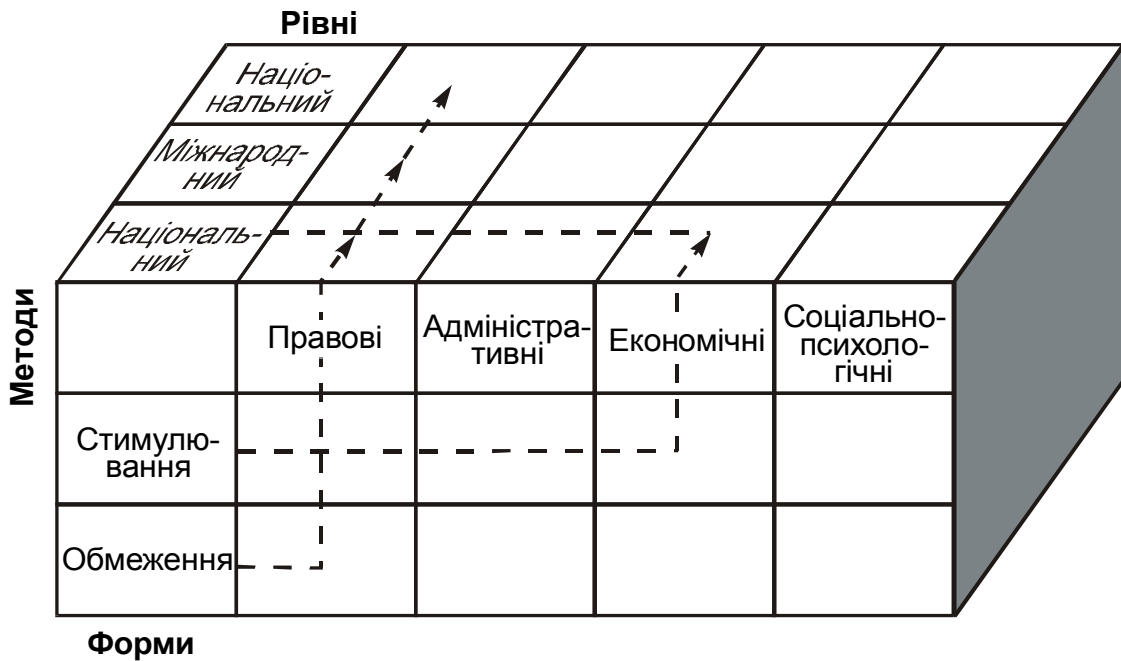 Рівні
Націо-
нальний
Міжнарод-
ний
Національ-
ний
Методи
Правові
Адміністра-
тивні
Економічні
Соціально-
психоло-
гічні
Стимулю-
вання
Обмеження
Форми